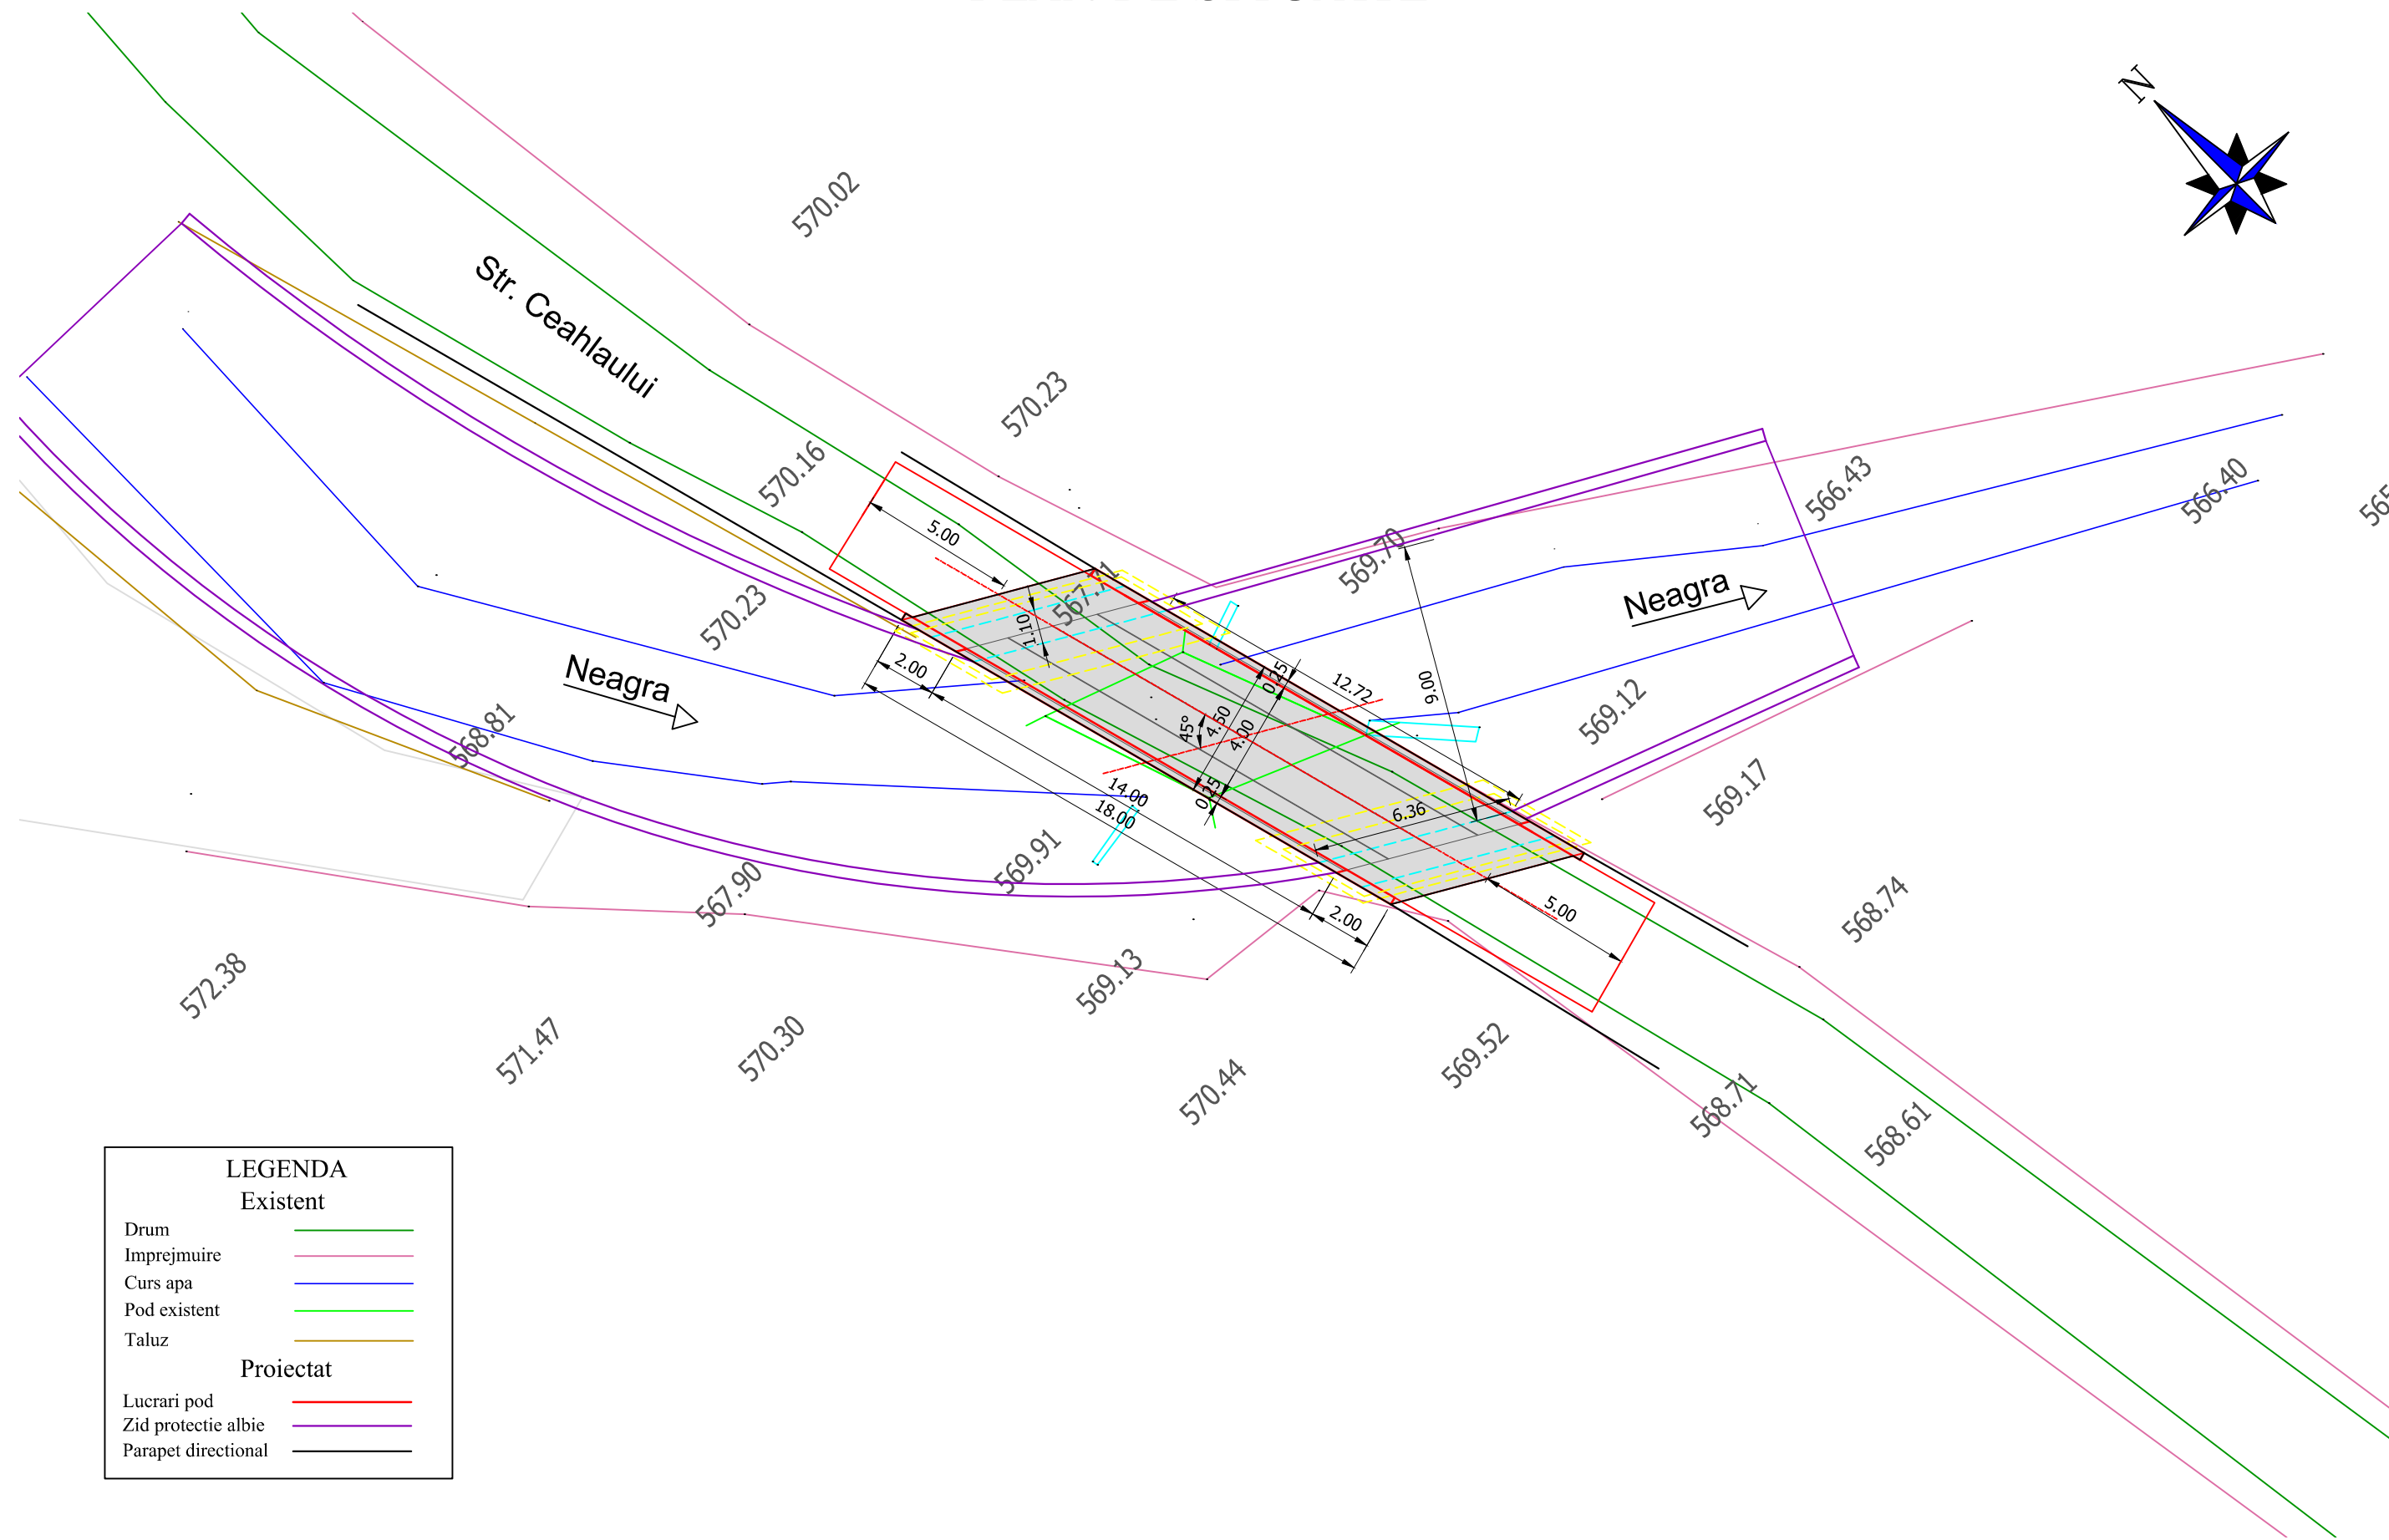 N
570.02
Str. Ceahlaului
570.23
570.16
566.43
566.40
5.00
569.70
567.71
570.23
1.10
Neagra
2.00
0.25
12.72
9.00
Neagra
568.81
45°
4.50
4.00
569.12
14.00
18.00
0.25
6.36
569.17
567.90
569.91
2.00
5.00
568.74
572.38
569.13
571.47
570.30
570.44
569.52
568.71
568.61
LEGENDA
Existent
Drum
Imprejmuire
Curs apa
Pod existent
Taluz
Proiectat
Lucrari pod
Zid protectie albie
Parapet directional